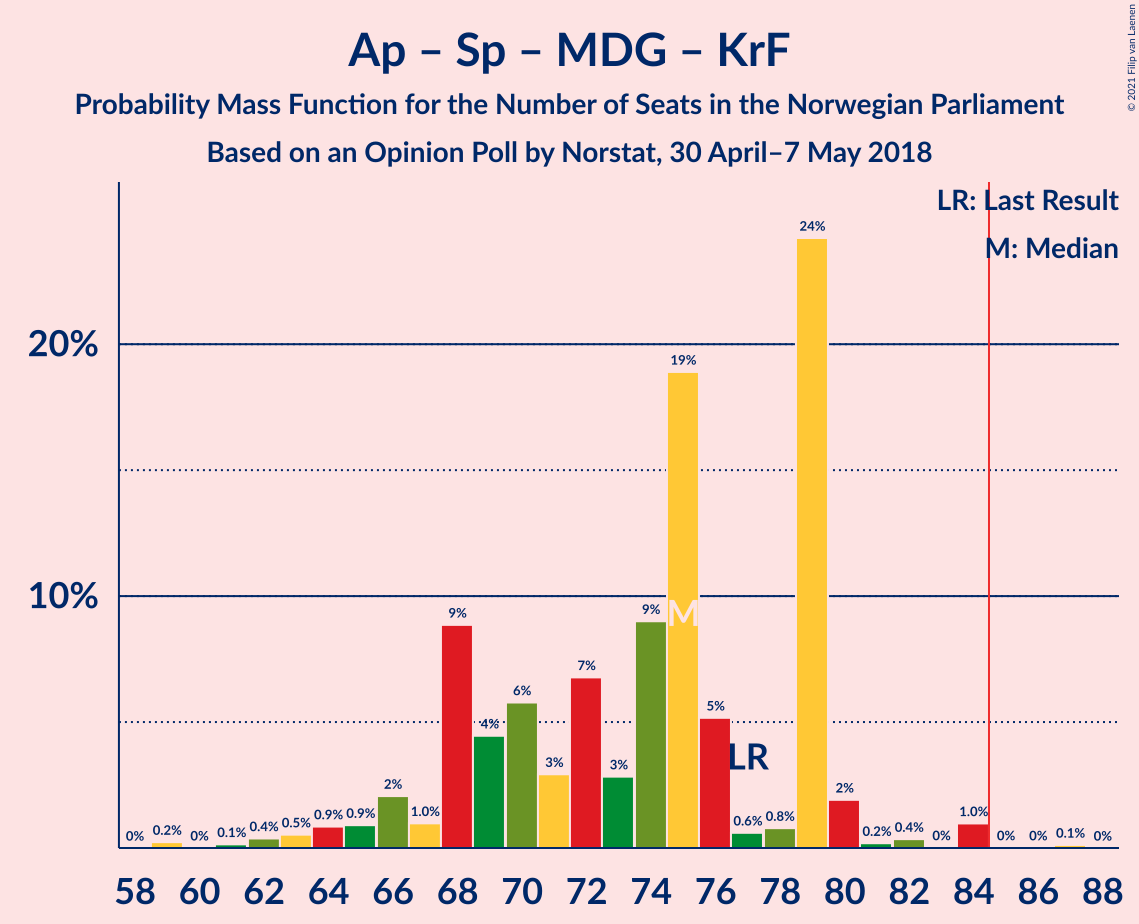 Ap – Sp – MDG – KrF
Probability Mass Function for the Number of Seats in the Norwegian Parliament
Based on an Opinion Poll by Norstat, 30 April–7 May 2018
© 2021 Filip van Laenen
LR: Last Result
M: Median
20%
10%
0% 0.2% 0% 0.1% 0.4% 0.5% 0.9% 0.9% 2% 1.0% 9% 4% 6% 3% 7% 3% 9% 19% 5% 0.6% 0.8% 24% 2% 0.2% 0.4% 0% 1.0% 0% 0% 0.1% 0%
M
LR
58 60 62 64 66 68 70 72 74 76 78 80 82 84 86 88